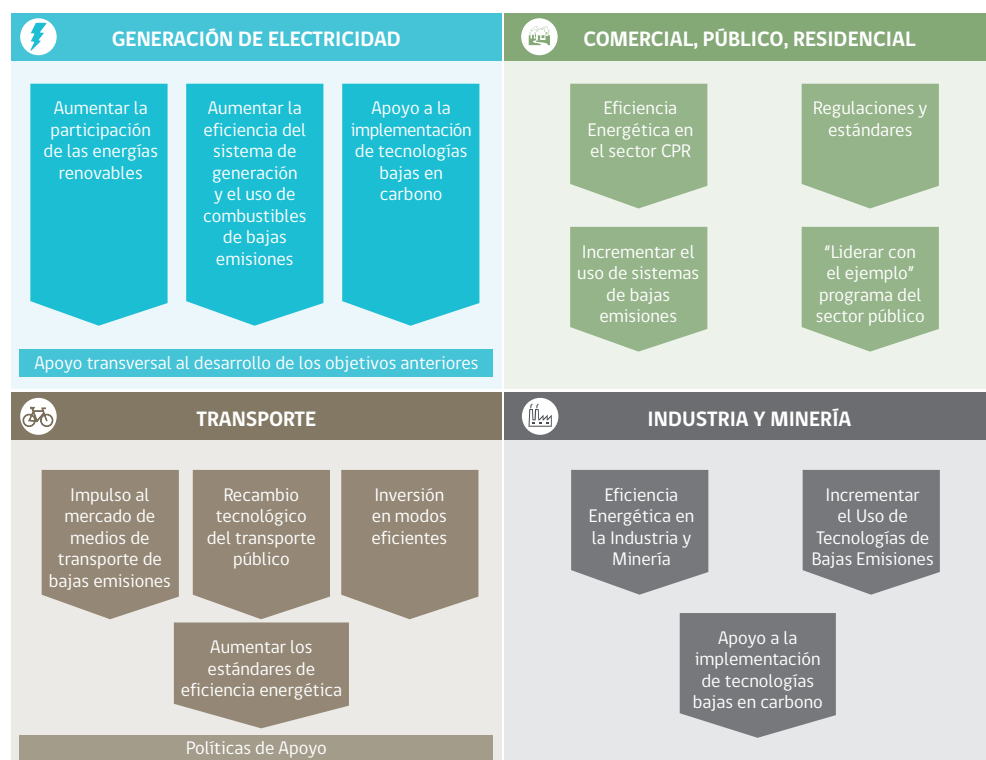 GENERACIÓN DE ELECTRICIDAD
Aumentar la
participación
de las energías
renovables
Aumentar la
eficiencia del
sistema de
generación
y el uso de
combustibles
de bajas
emisiones
Apoyo a la
implementación
de tecnologías
bajas en
carbono
Apoyo transversal al desarrollo de los objetivos anteriores
COMERCIAL, PÚBLICO, RESIDENCIAL
Eficiencia
Energética en
el sector CPR
Regulaciones y
estándares
Incrementar el
uso de sistemas
de bajas
emisiones
"Liderar con
el ejemplo"
programa del
sector público
TRANSPORTE
Impulso al
mercado de
medios de
transporte de
bajas emisiones
Recambio
tecnológico
del transporte
público
Inversión
en modos
eficientes
Aumentar los
estándares de
eficiencia energética
Políticas de Apoyo
INDUSTRIA Y MINERÍA
Eficiencia
Energética en
la Industria y
Minería
Incrementar
el Uso de
Tecnologías de
Bajas Emisiones
Apoyo a la
implementación
de tecnologías
bajas en carbono